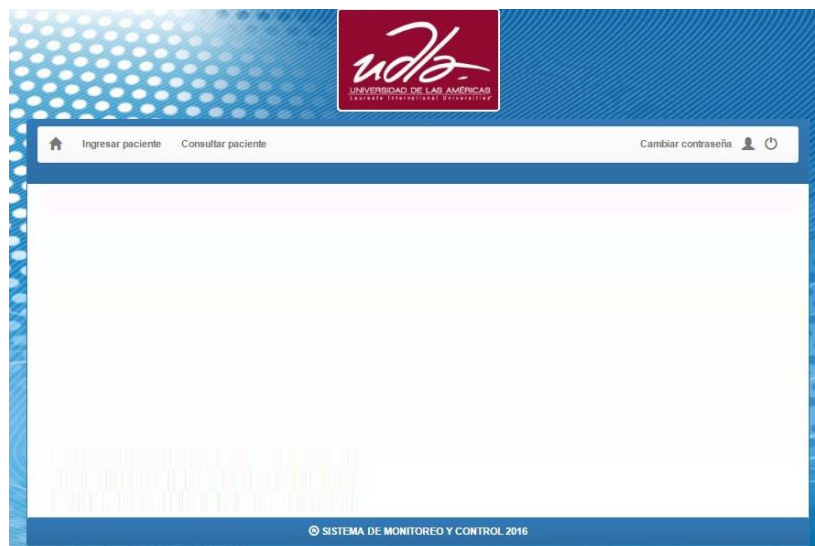 udla-
UNIVERSIDAD DE LAS AMÉRICAS
Laureate International Universities®
Ingresar paciente Consultar paciente Cambiar contraseña
® SISTEMA DE MONITOREO Y CONTROL 2016